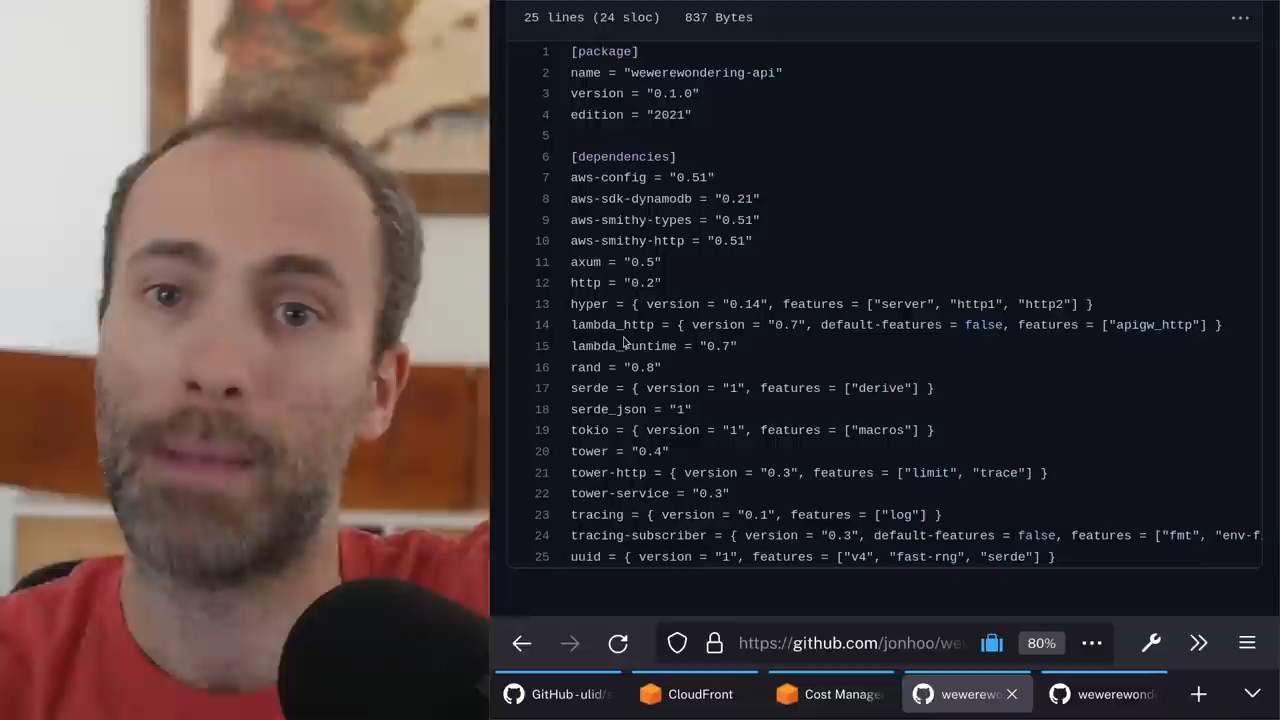 25 lines (24 sloc) 837 Bytes
1 [package]
2 name = "wewerewondering-api"
3 version = "0.1.0"
4 edition = "2021"
5
6 [dependencies]
7 aws-config = "0.51"
8 aws-sdk-dynamodb = "0.21"
9 aws-smithy-types = "0.51"
10 aws-smithy-http = "0.51"
11 axum = "0.5"
12 http = "0.2"
13 hyper = { version = "0.14", features = ["server", "http1", "http2"] }
14 lambda_http = { version = "0.7", default-features = false, features = ["apigw_http"] }
15 lambda_runtime = "0.7"
16 rand = "0.8"
17 serde = { version = "1", features = ["derive"] }
18 serde_json = "1"
19 tokio = { version = "1", features = ["macros"] }
20 tower = "0.4"
21 tower-http = { version = "0.3", features = ["limit", "trace"] }
22 tower-service = "0.3"
23 tracing = { version = "0.1", features = ["log"] }
24 tracing-subscriber = { version = "0.3", default-features = false, features = ["fmt", "env-f
25 uuid = { version = "1", features = ["v4", "fast-rng", "serde"] }
https://github.com/jonhoo/we 80%
GitHub - ulid/ CloudFront Cost Manage wewerewo wewerewond